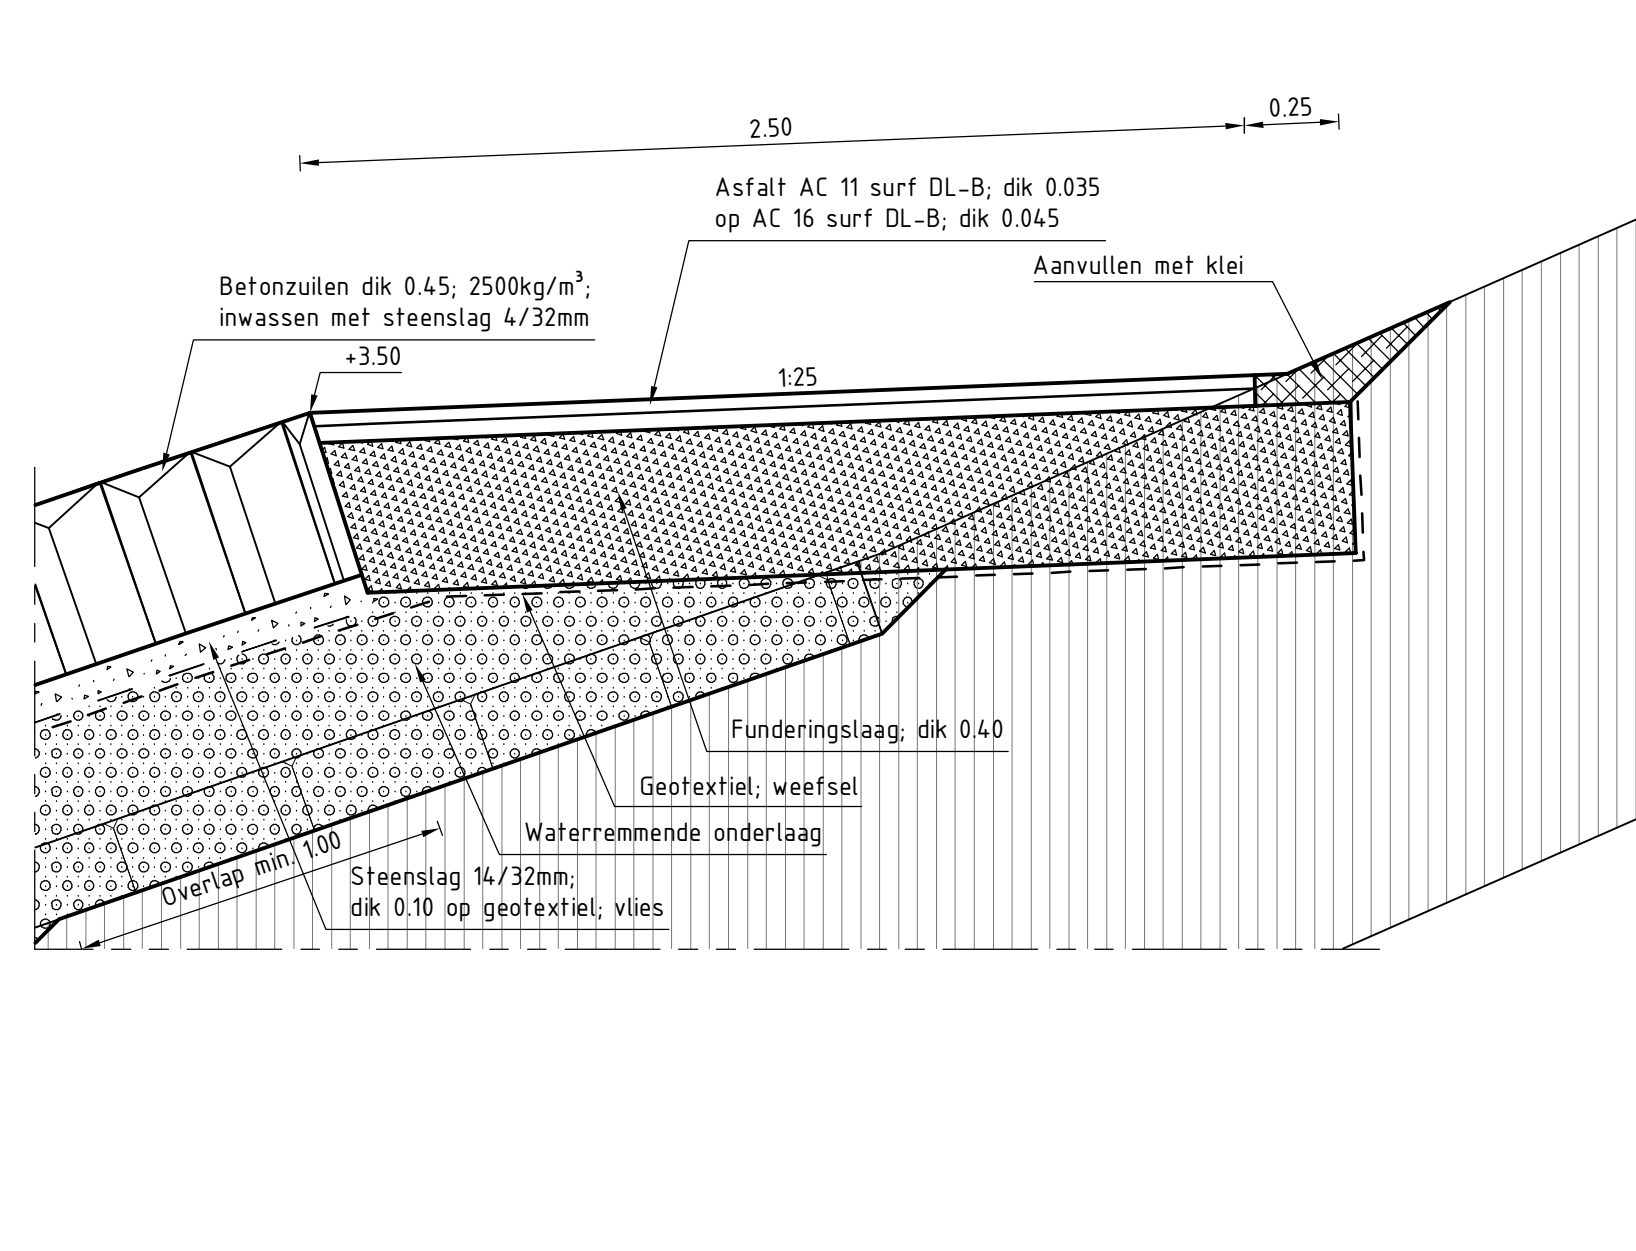 0.25
2.50
Asfalt AC 11 surf DL-B; dik 0.035
op AC 16 surf DL-B; dik 0.045
Aanvullen met klei
Betonzuilen dik 0.45; 2500kg/m³;
inwassen met steenslag 4/32mm
+3.50
1:25
Funderingslaag; dik 0.40
Geotextiel; weefsel
Waterremmende onderlaag
Overlap min. 1.00
Steenslag 14/32mm;
dik 0.10 op geotextiel; vlies